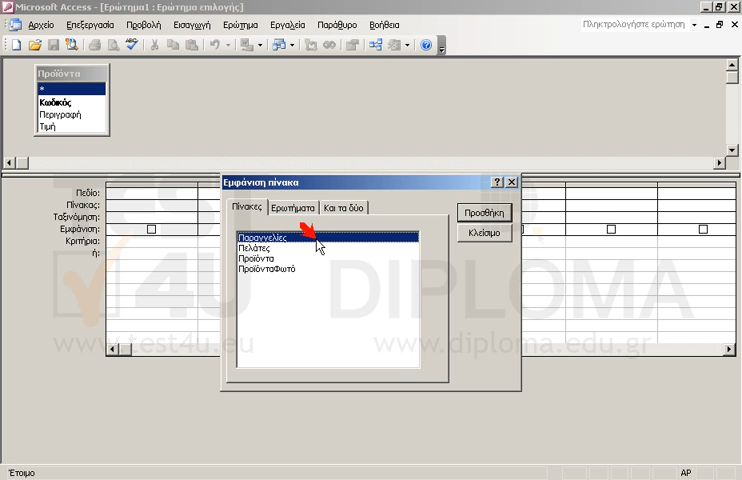 Microsoft Access - [Ερώτημα1 : Ερώτημα επιλογής]
Αρχείο Επεξεργασία Προβολή Εισαγωγή Ερώτημα Εργαλεία Παράθυρο Βοήθεια Πληκτρολογήστε ερώτηση
Προϊόντα
*
Κωδικός
Περιγραφή
Τιμή
Πεδίο:
Πίνακας:
Ταξινόμηση:
Εμφάνιση:
Κριτήρια:
ή:
Εμφάνιση πίνακα
Πίνακες Ερωτήματα Και τα δύο
Παραγγελίες
Πελάτες
Προϊόντα
ΠροϊόνταΦωτό
Προσθήκη
Κλείσιμο
TEST
4U DIPLOMA
www.test4u.eu www.diploma.edu.gr
Έτοιμο ΑΡ